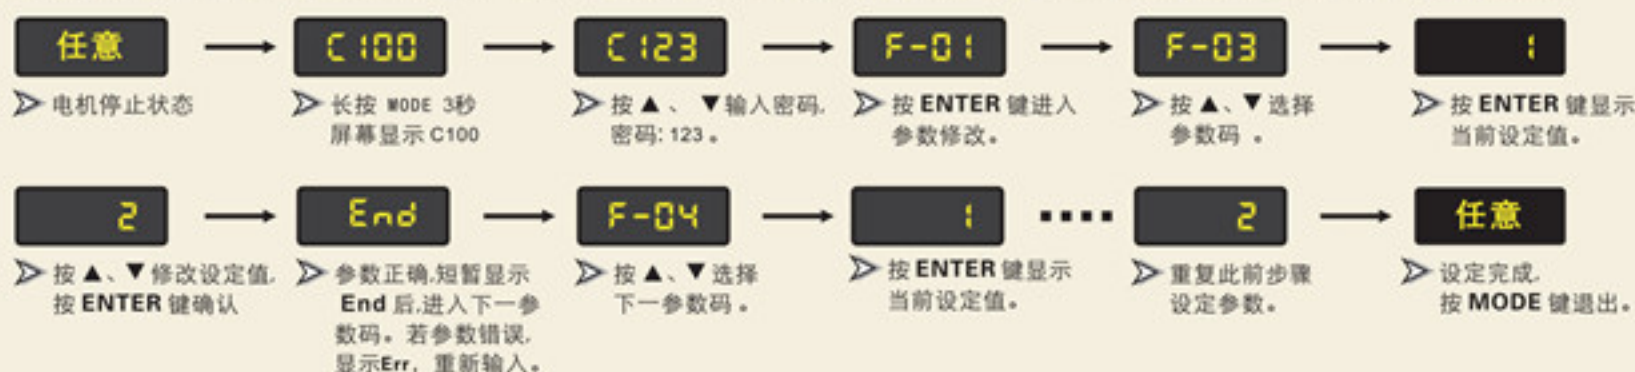 任意
C100
C123
F-01
F-03
1
电机停止状态
长按 MODE 3秒
屏幕显示 C100
按 ▲、 ▼输入密码,
密码: 123 。
按 ENTER 键进入
参数修改。
按 ▲、▼ 选择
参数码 。
按 ENTER 键显示
当前设定值。
2
End
F-04
1
2
任意
按 ▲、▼ 修改设定值,
按 ENTER 键确认
参数正确,短暂显示
End 后,进入下一参
数码。若参数错误,
显示Err, 重新输入。
按 ▲、▼ 选择
下一参数码 。
按 ENTER 键显示
当前设定值。
重复此前步骤
设定参数。
设定完成,
按 MODE 键退出。